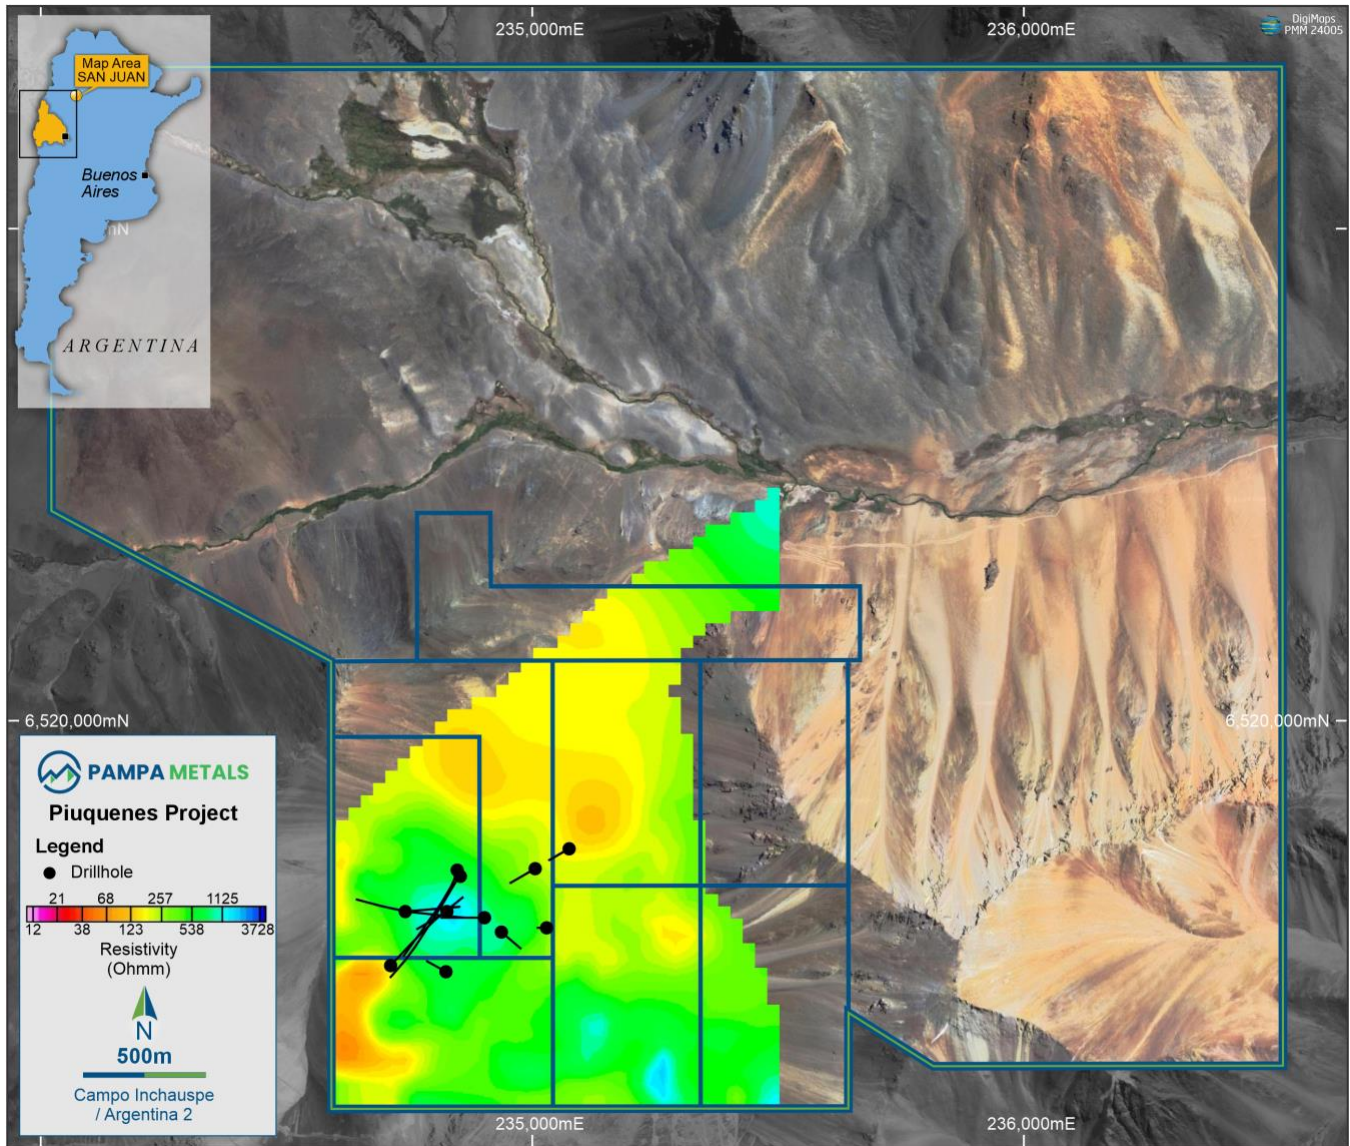 235,000mE
236,000mE
DigiMaps
PMM 24005
Map Area
SAN JUAN
Buenos
Aires
mN
ARGENTINA
6,520,000mN
6,520,000mN
PAMPA METALS
Piuquenes Project
Legend
Drillhole
21 68 257 1125
12 38 123 538 3728
Resistivity
(Ohmm)
N
500m
Campo Inchauspe
/ Argentina 2
235,000mE
236,000mE